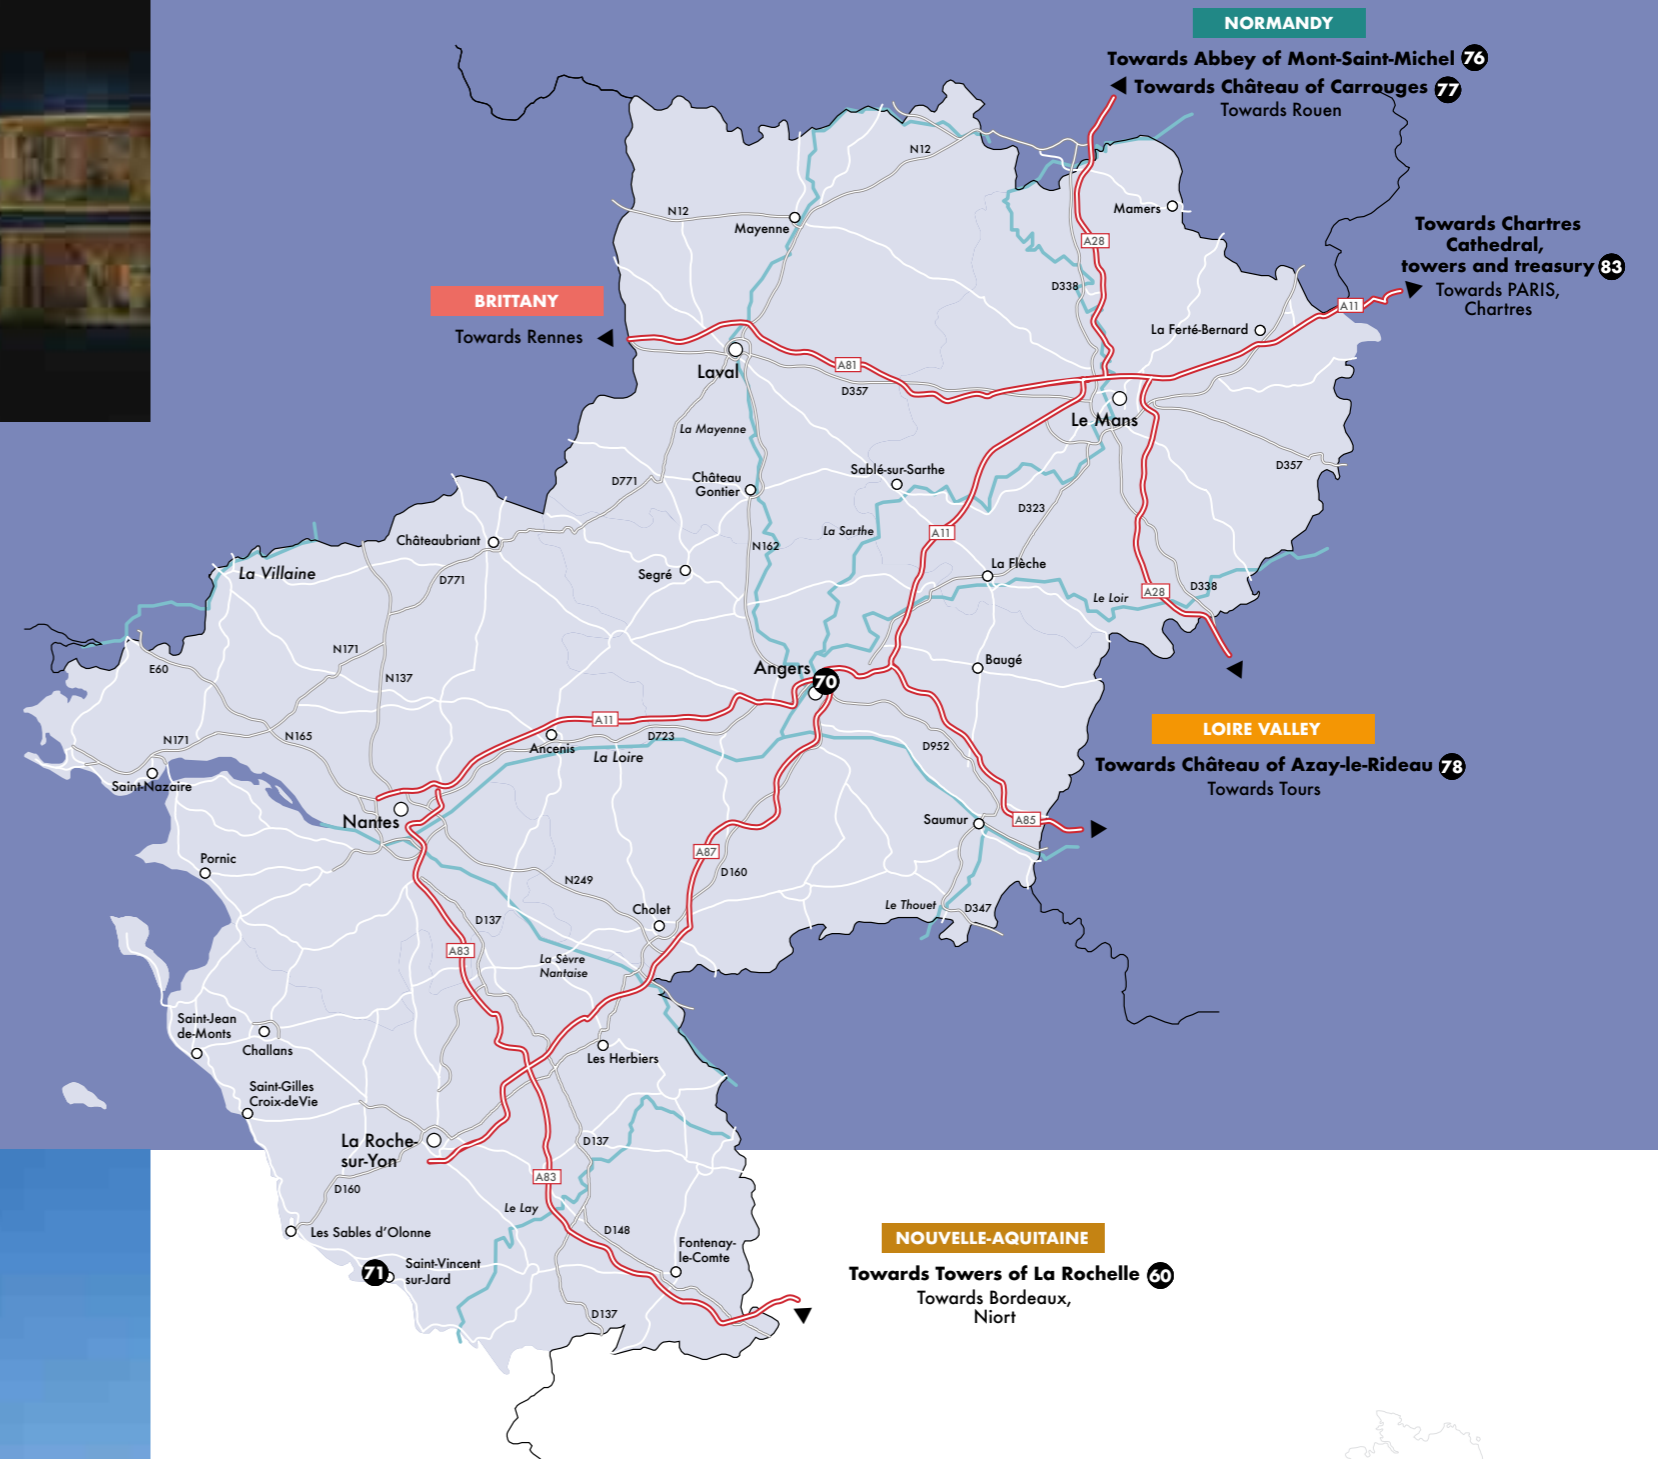 NORMANDY
Towards Abbey of Mont-Saint-Michel 76
Towards Château of Carrouges 77
Towards Rouen
N12
N12
Mayenne
Mamers
A28
D338
Towards Chartres
Cathedral,
towers and treasury 83
Towards PARIS,
Chartres
A11
BRITTANY
Towards Rennes
La Ferté-Bernard
Laval
A81
D357
Le Mans
La Mayenne
D357
Château
Gontier
Sablé-sur-Sarthe
D771
D323
La Sarthe
A11
Châteaubriant
N162
La Villaine
D771
Segré
La Flèche
Le Loir
A28
D338
E60
N171
N137
Angers
70
Baugé
A11
N171
N165
Ancenis
D723
La Loire
D952
LOIRE VALLEY
Towards Château of Azay-le-Rideau 78
Towards Tours
Saint-Nazaire
Nantes
Saumur
A85
Pornic
A87
D160
N249
Cholet
Le Thouet
D347
D137
A83
La Sèvre
Nantaise
Saint-Jean
de-Monts
Challans
Les Herbiers
Saint-Gilles
Croix-deVie
La Roche-
sur-Yon
D137
A83
D160
Le Lay
Les Sables d'Olonne
D148
Fontenay-
le-Comte
71
Saint-Vincent
sur-Jard
D137
NOUVELLE-AQUITAINE
Towards Towers of La Rochelle 60
Towards Bordeaux,
Niort